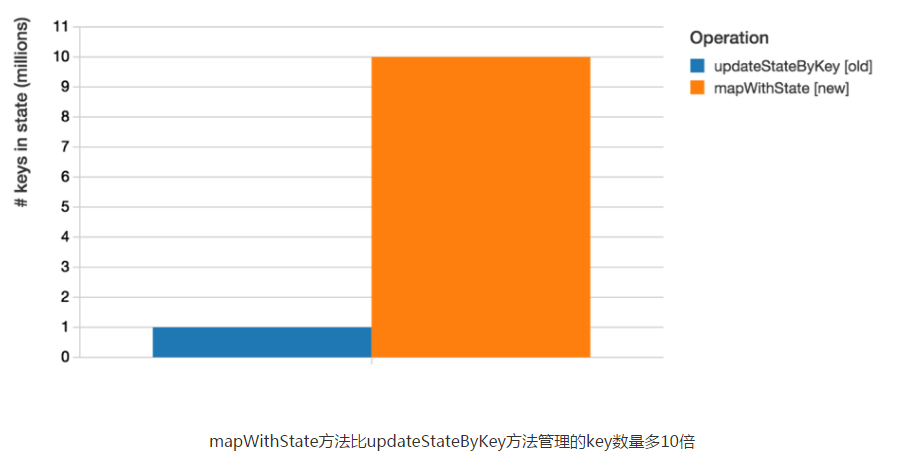 # keys in state (millions)
11
10
9
8
7
6
5
4
3
2
1
0
Operation
updateStateByKey [old]
mapWithState [new]
mapWithState方法比updateStateByKey方法管理的key数量多10倍